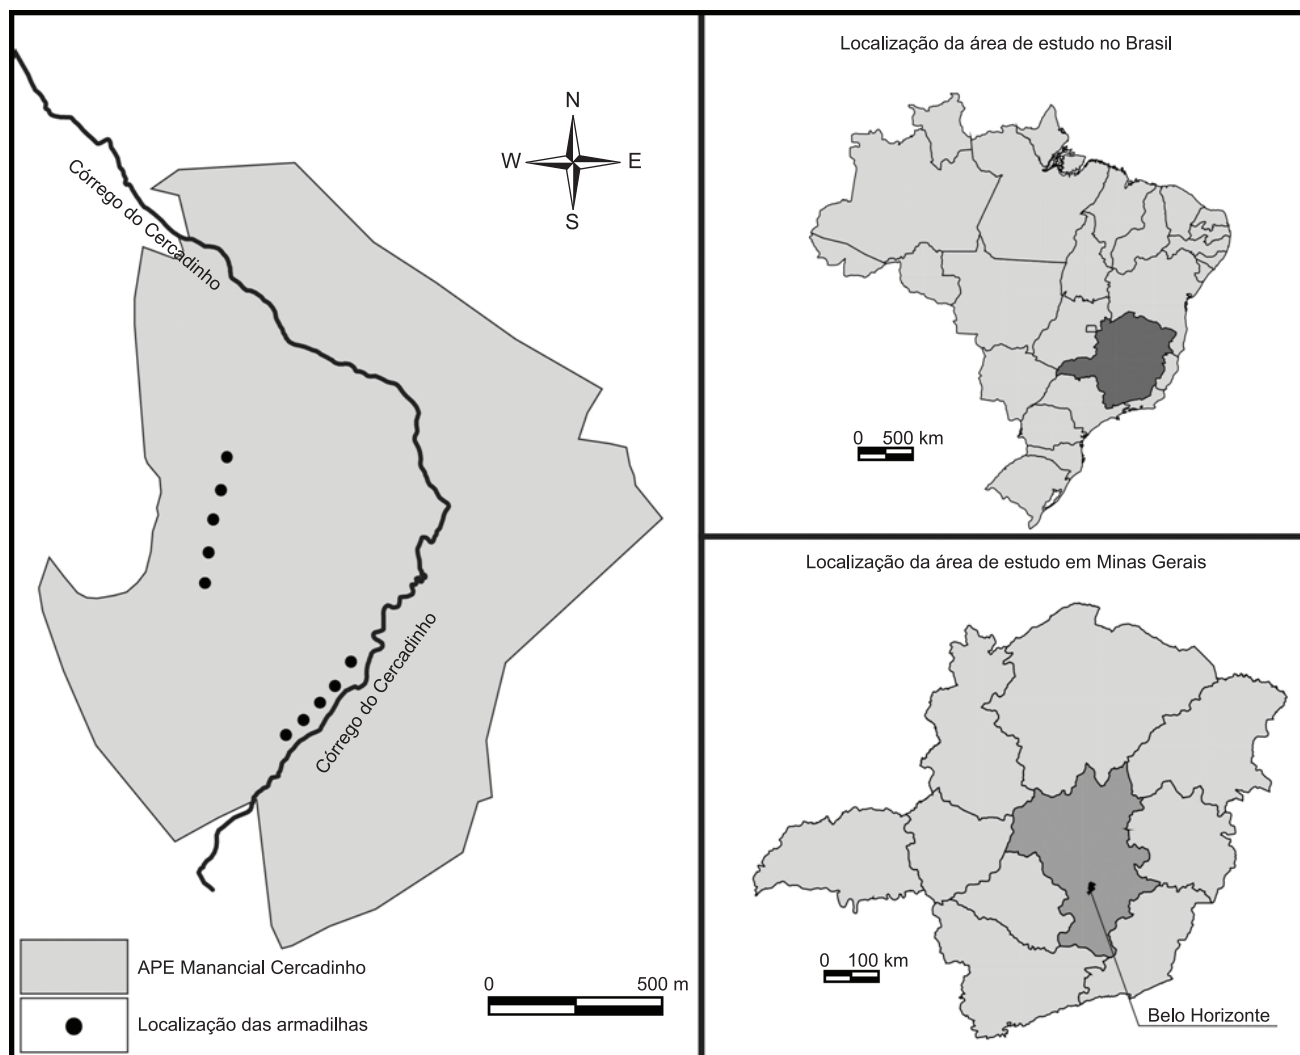 N
W E
S
Córrego do Cercadinho
Córrego do Cercadinho
APE Manancial Cercadinho
Localização das armadilhas
0 500 m
Localização da área de estudo no Brasil
0 500 km
Localização da área de estudo em Minas Gerais
0 100 km
Belo Horizonte